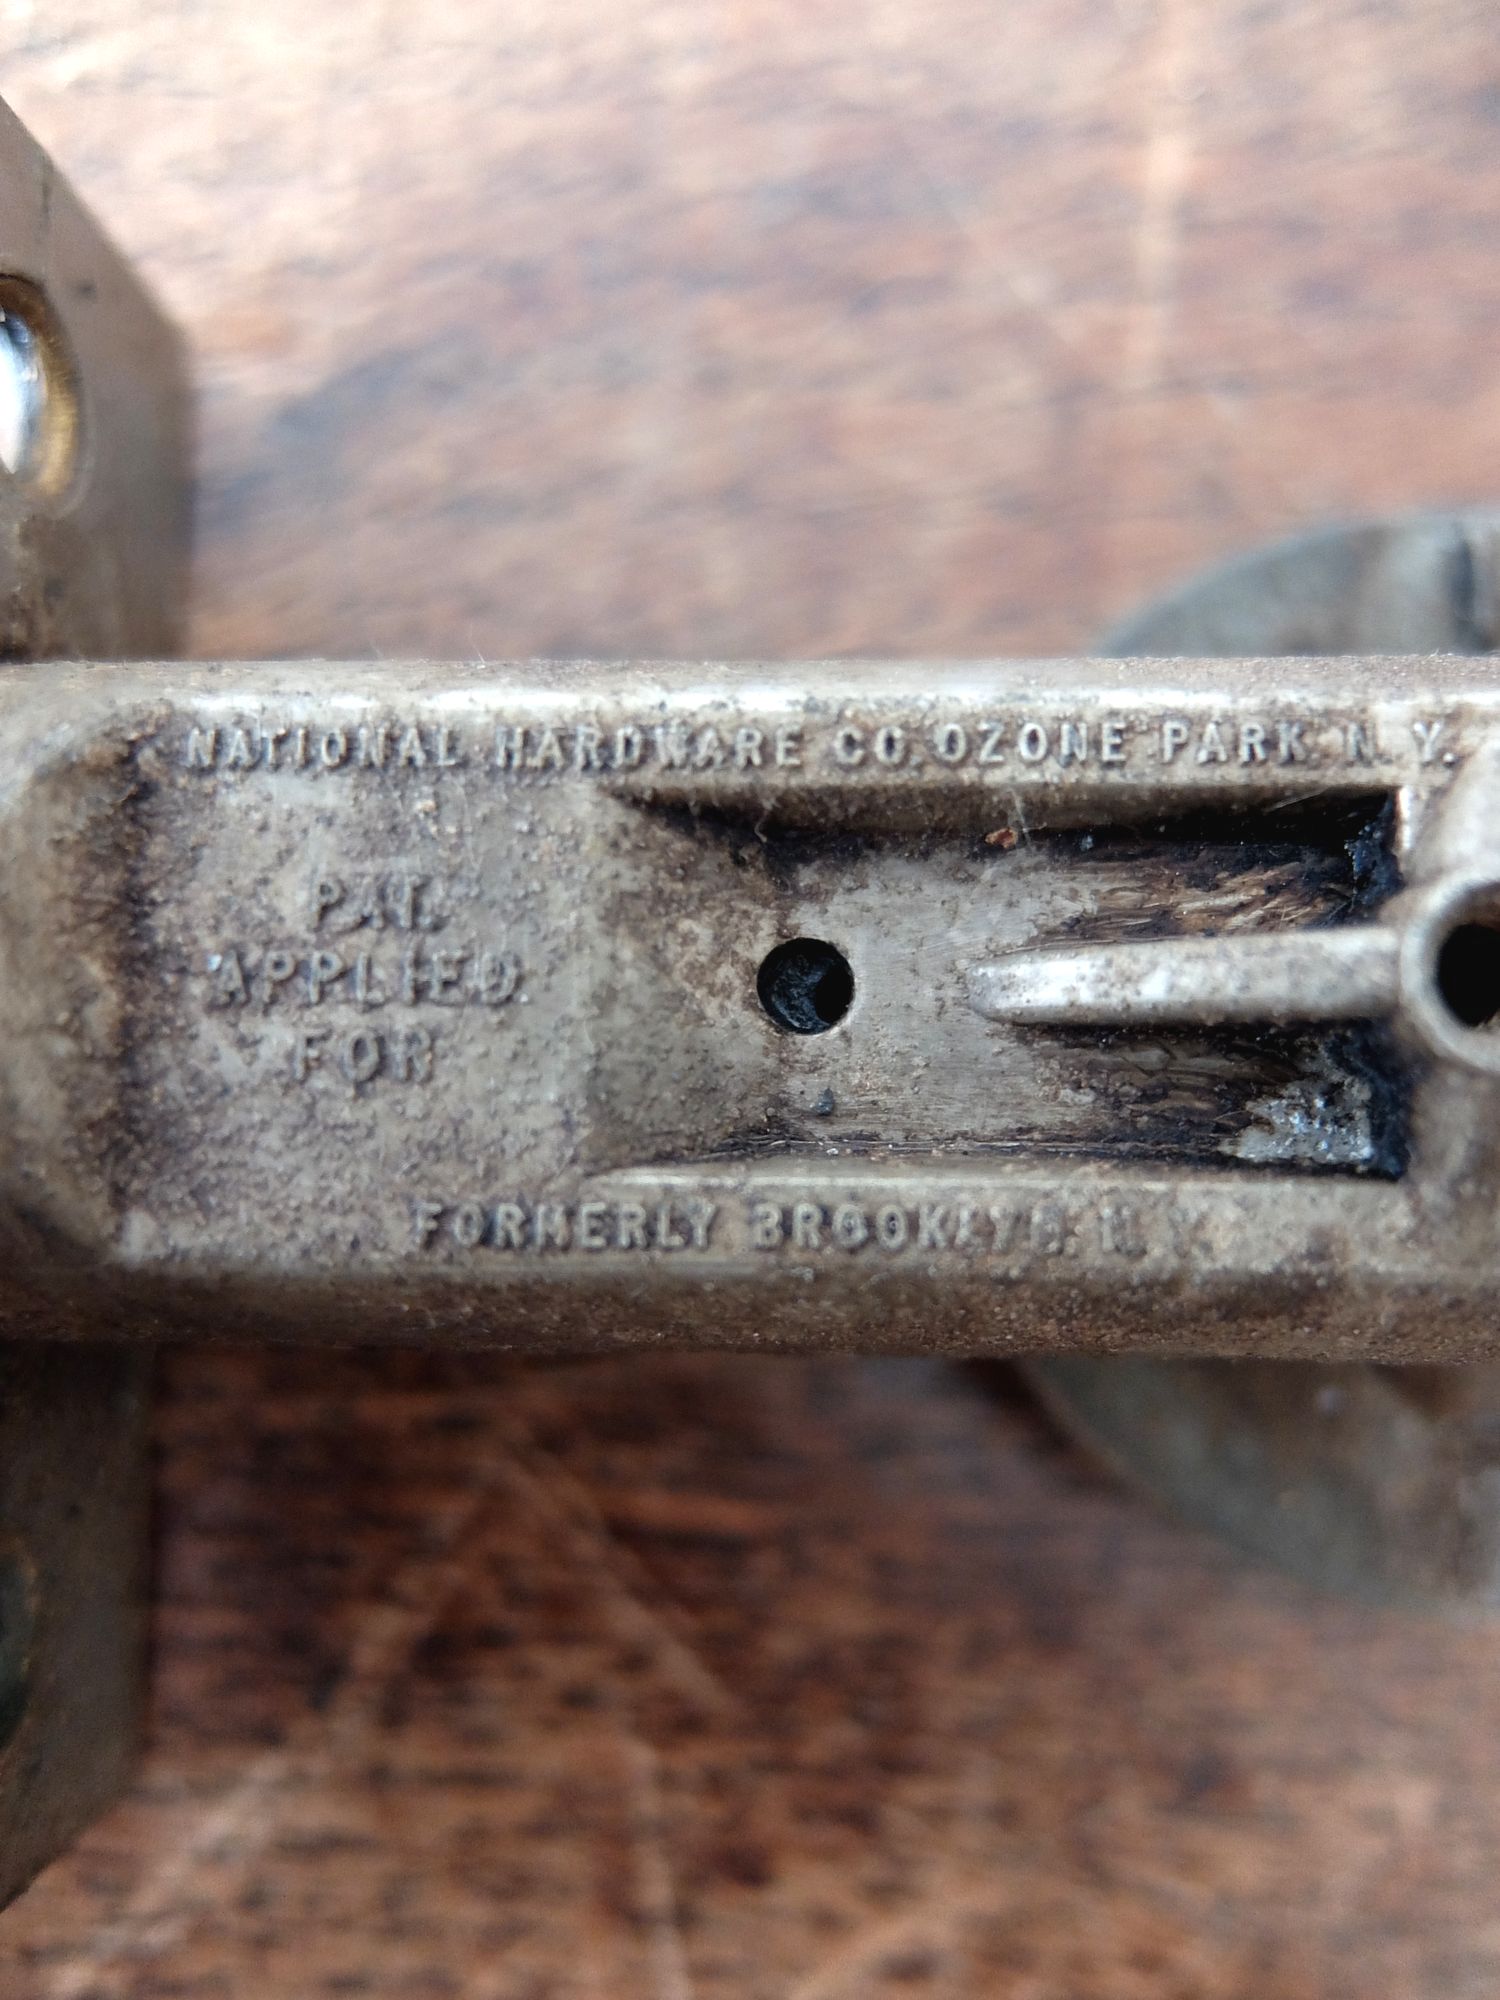 NATIONAL HARDWARE CO. OZONE PARK N.Y.
PAT.
APPLIED
FOR
FORMERLY BROOKLYN. N.Y.